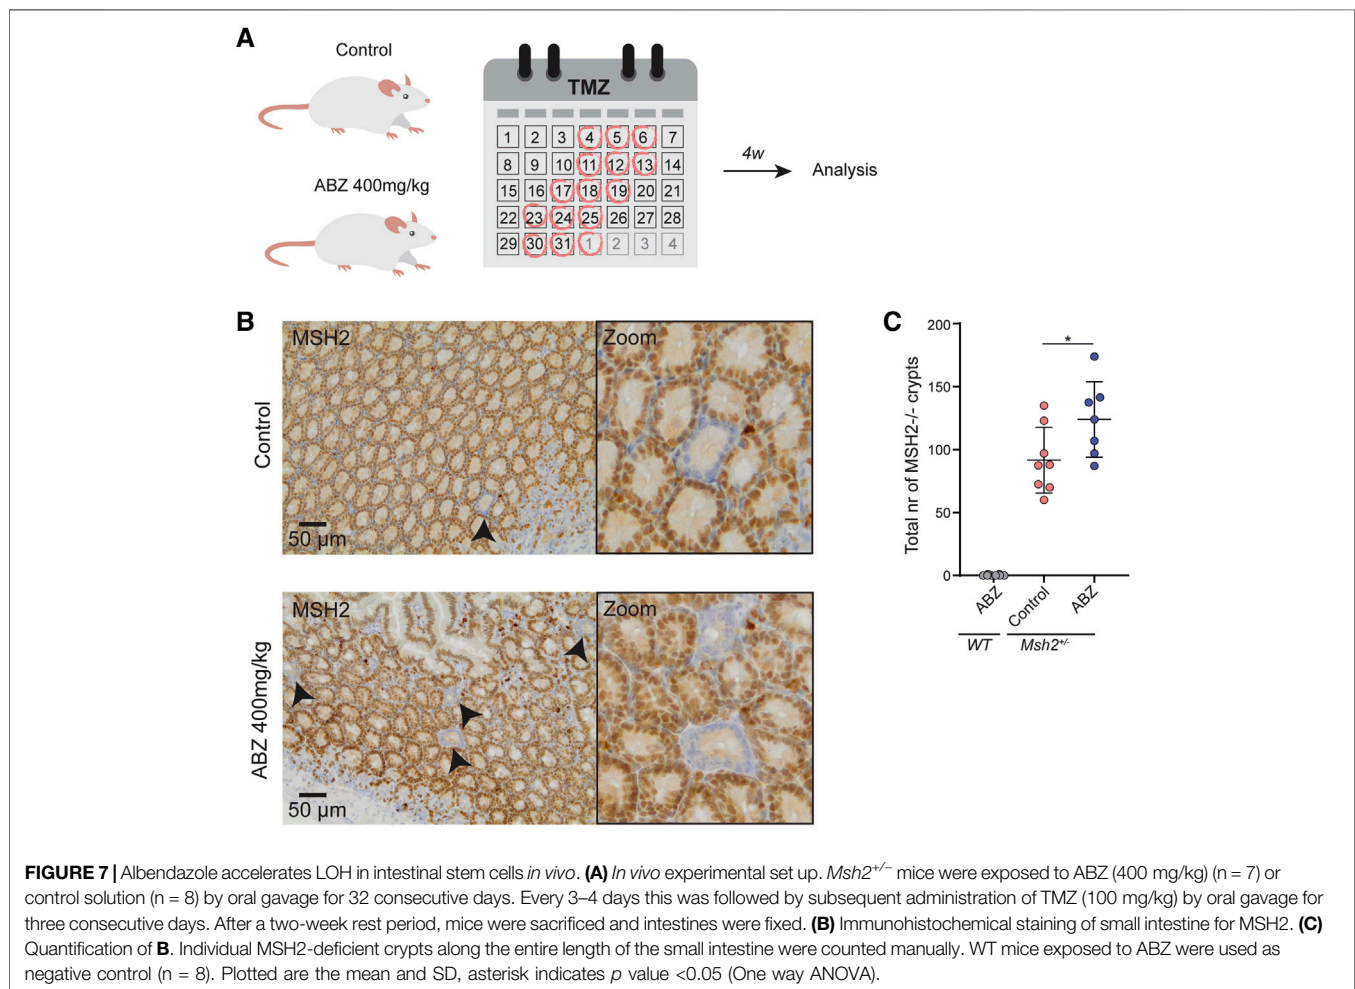 A
Control
ABZ 400mg/kg
TMZ
1 2 3 4 5 6 7
8 9 10 11 12 13 14
15 16 17 18 19 20 21
22 23 24 25 26 27 28
29 30 31 1 2 3 4
4w
Analysis
B
Control
MSH2
Zoom
50 µm
ABZ 400mg/kg
MSH2
Zoom
50 µm
C
Total nr of MSH2-/- crypts
200
150
100
50
0
*
ABZ
Control
ABZ
WT
Msh2+/-
FIGURE 7 | Albendazole accelerates LOH in intestinal stem cells in vivo. (A) In vivo experimental set up. Msh2+/− mice were exposed to ABZ (400 mg/kg) (n = 7) or
control solution (n = 8) by oral gavage for 32 consecutive days. Every 3–4 days this was followed by subsequent administration of TMZ (100 mg/kg) by oral gavage for
three consecutive days. After a two-week rest period, mice were sacrificed and intestines were fixed. (B) Immunohistochemical staining of small intestine for MSH2. (C)
Quantification of B. Individual MSH2-deficient crypts along the entire length of the small intestine were counted manually. WT mice exposed to ABZ were used as
negative control (n = 8). Plotted are the mean and SD, asterisk indicates p value <0.05 (One way ANOVA).